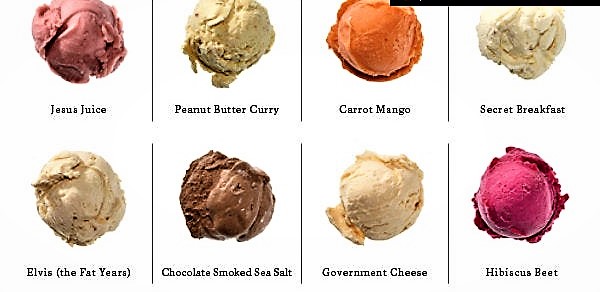 Jesus Juice
Peanut Butter Curry
Carrot Mango
Secret Breakfast
Elvis (the Fat Years)
Chocolate Smoked Sea Salt
Government Cheese
Hibiscus Beet